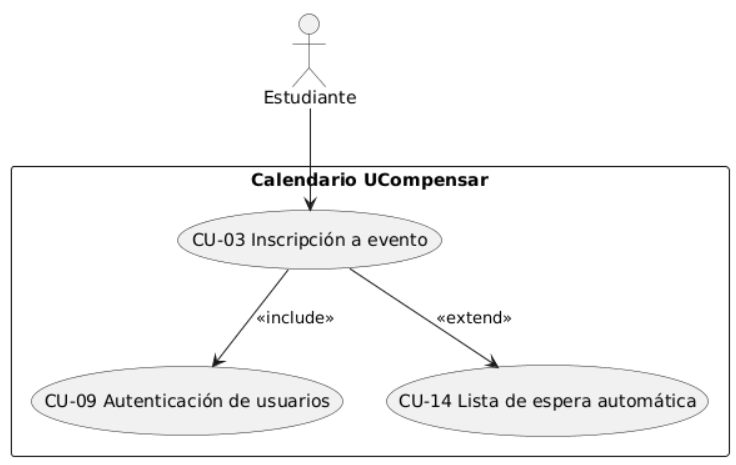 Estudiante
Calendario UCompensar
CU-03 Inscripción a evento
«include»
«extend»
CU-09 Autenticación de usuarios
CU-14 Lista de espera automática